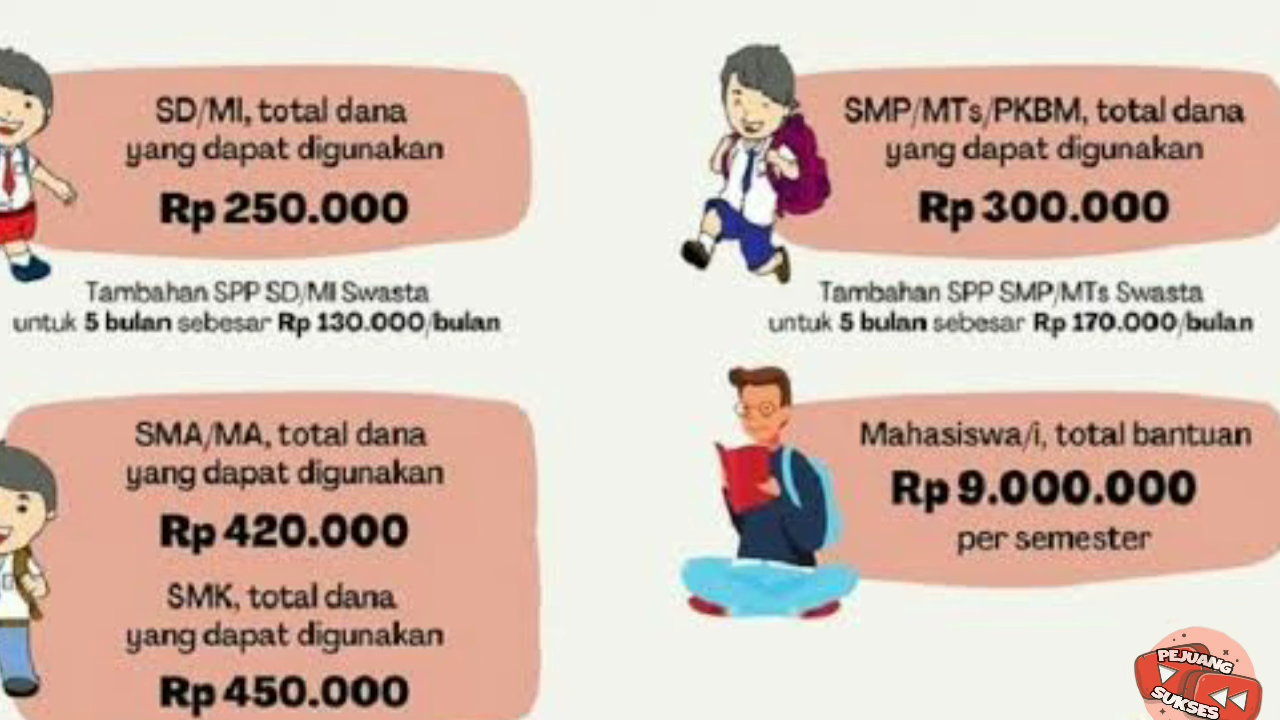 SD/MI, total dana
yang dapat digunakan
Rp 250.000
Tambahan SPP SD/MI Swasta
untuk 5 bulan sebesar Rp 130.000/bulan
SMP/MTs/PKBM, total dana
yang dapat digunakan
Rp 300.000
Tambahan SPP SMP/MTs Swasta
untuk 5 bulan sebesar Rp 170.000/bulan
SMA/MA, total dana
yang dapat digunakan
Rp 420.000
SMK, total dana
yang dapat digunakan
Rp 450.000
Mahasiswa/i, total bantuan
Rp 9.000.000
per semester
PEJUANG
SUKSES